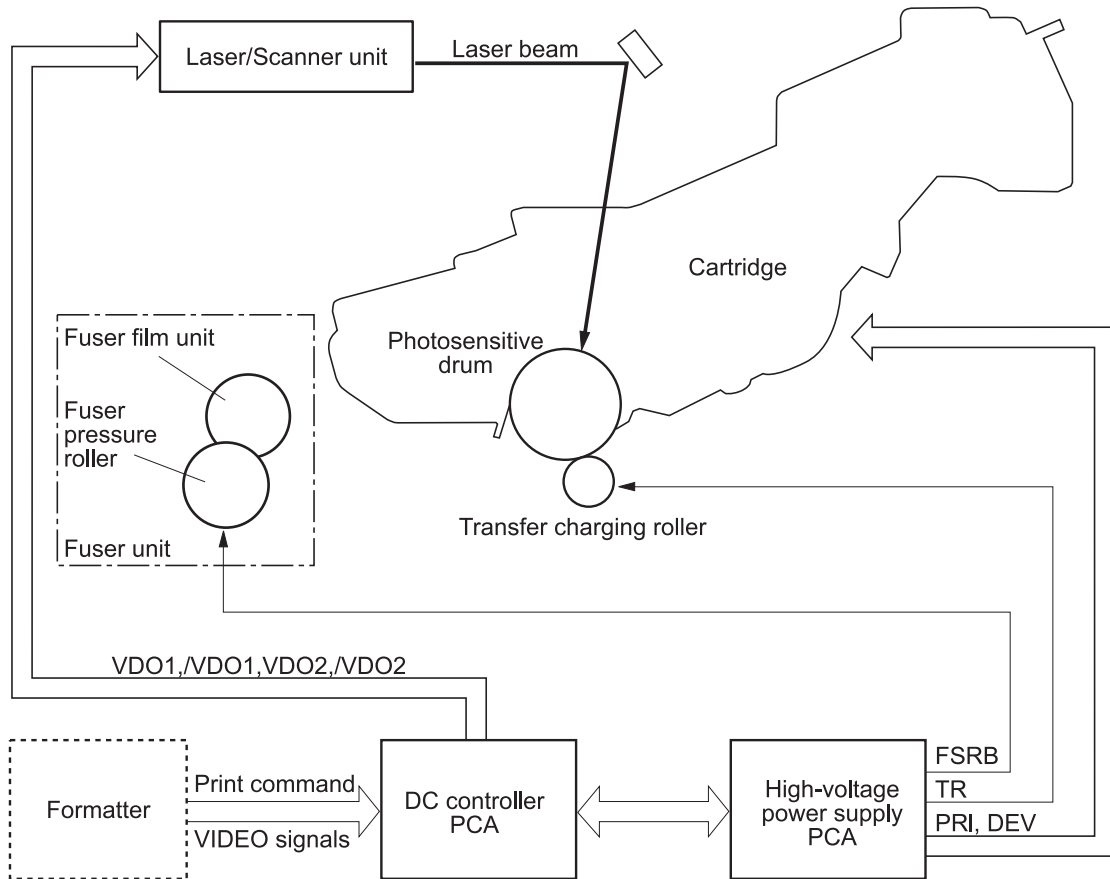 Laser/Scanner unit
Laser beam
Cartridge
Photosensitive
drum
Fuser film unit
Fuser
pressure
roller
Fuser unit
Transfer charging roller
VDO1,/VDO1,VDO2,/VDO2
Formatter
Print command
VIDEO signals
DC controller
PCA
High-voltage
power supply
PCA
FSRB
TR
PRI, DEV